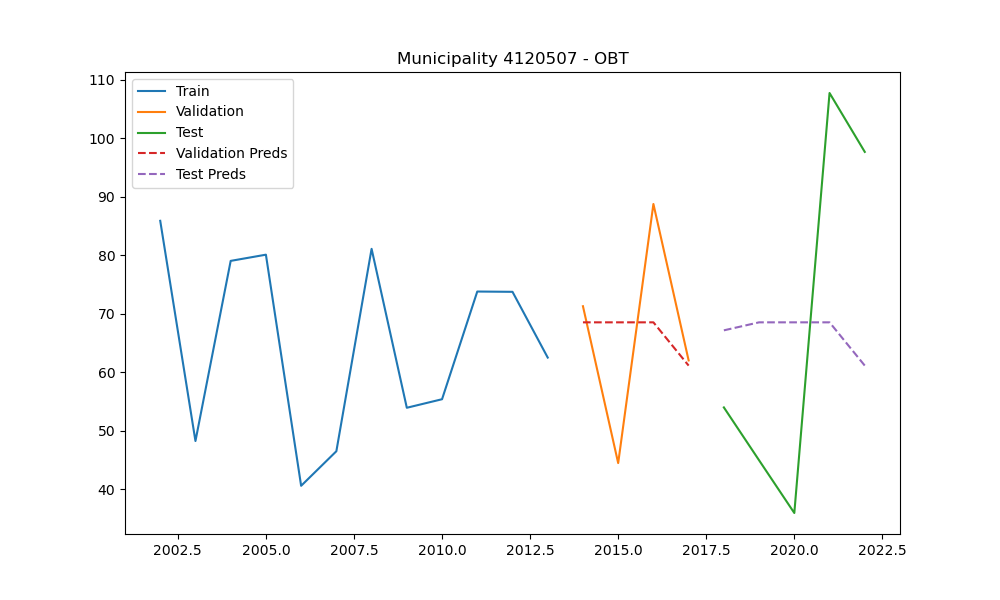 Municipality 4120507 - OBT
Train
Validation
Test
Validation Preds
Test Preds
110
100
90
80
70
60
50
40
2002.5 2005.0 2007.5 2010.0 2012.5 2015.0 2017.5 2020.0 2022.5